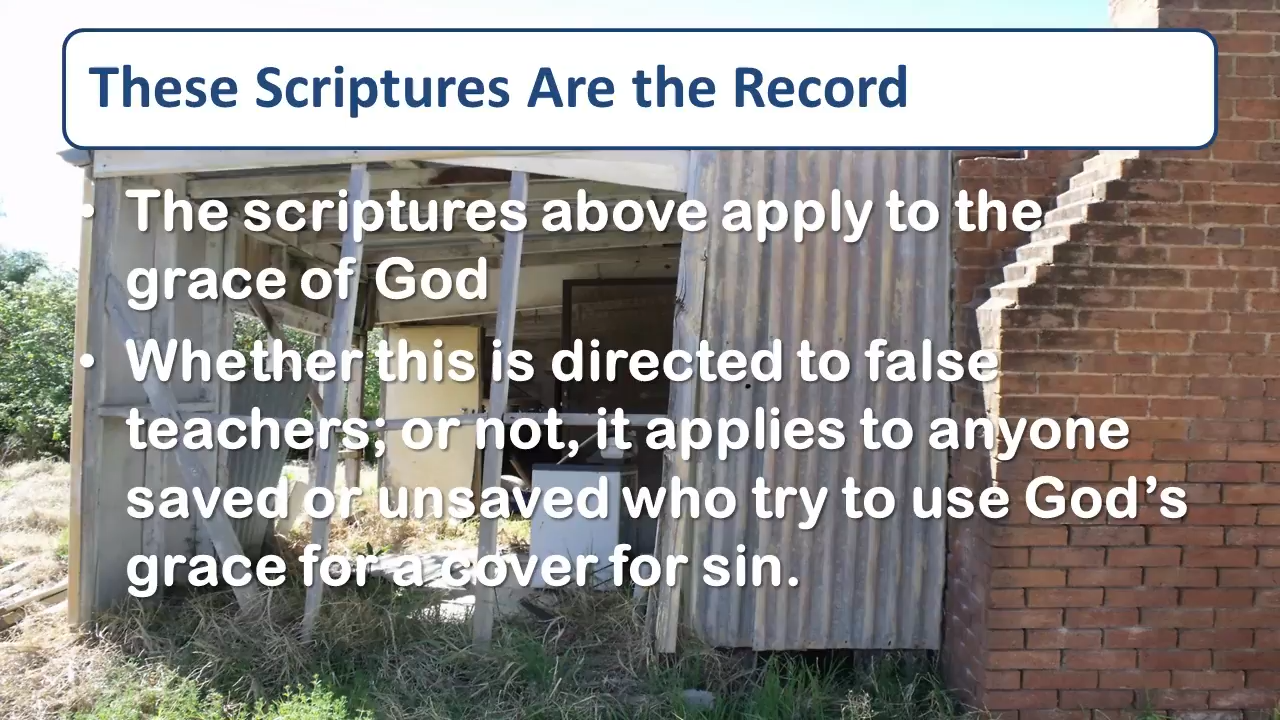 These Scriptures Are the Record
• The scriptures above apply to the
grace of God
• Whether this is directed to false
teachers; or not, it applies to anyone
saved or unsaved who try to use God’s
grace for a cover for sin.